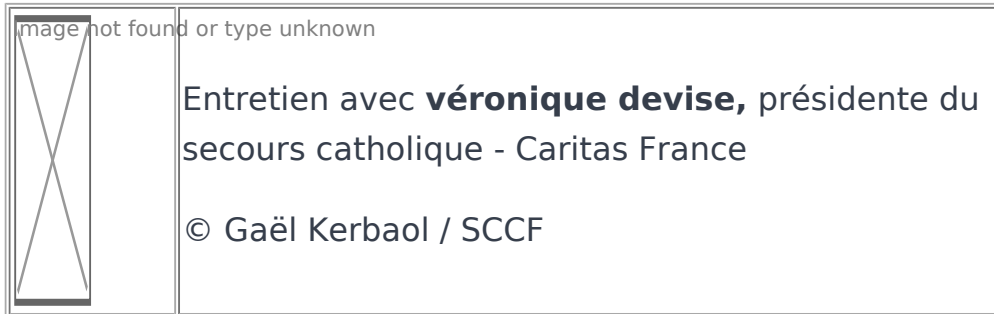 Image not found or type unknown
Entretien avec véronique devise, présidente du
secours catholique - Caritas France
© Gaël Kerbaol / SCCF